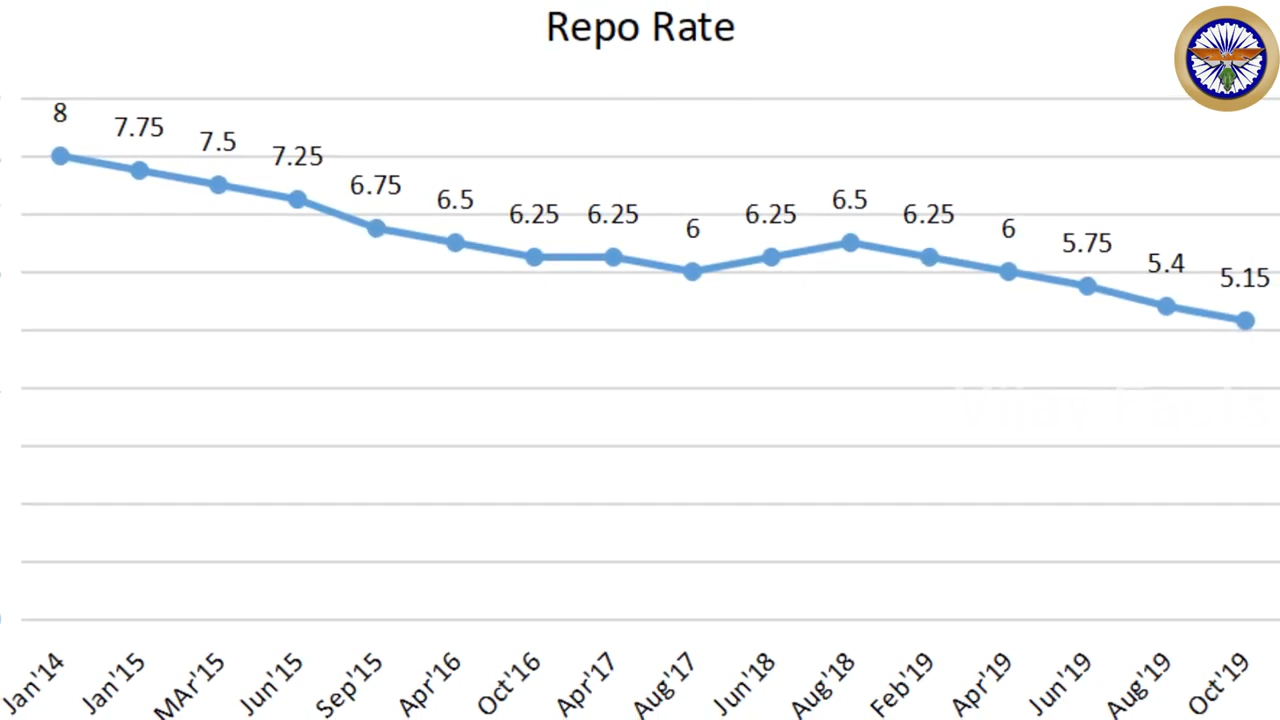 Repo Rate
8 7.75 7.5 7.25 6.75 6.5 6.25 6.25 6 6.25 6.5 6.25 6 5.75 5.4 5.15
Jan'14 Jan'15 MAr'15 Jun'15 Sep'15 Apr'16 Oct'16 Apr'17 Aug'17 Jun'18 Aug'18 Feb'19 Apr'19 Jun'19 Aug'19 Oct'19